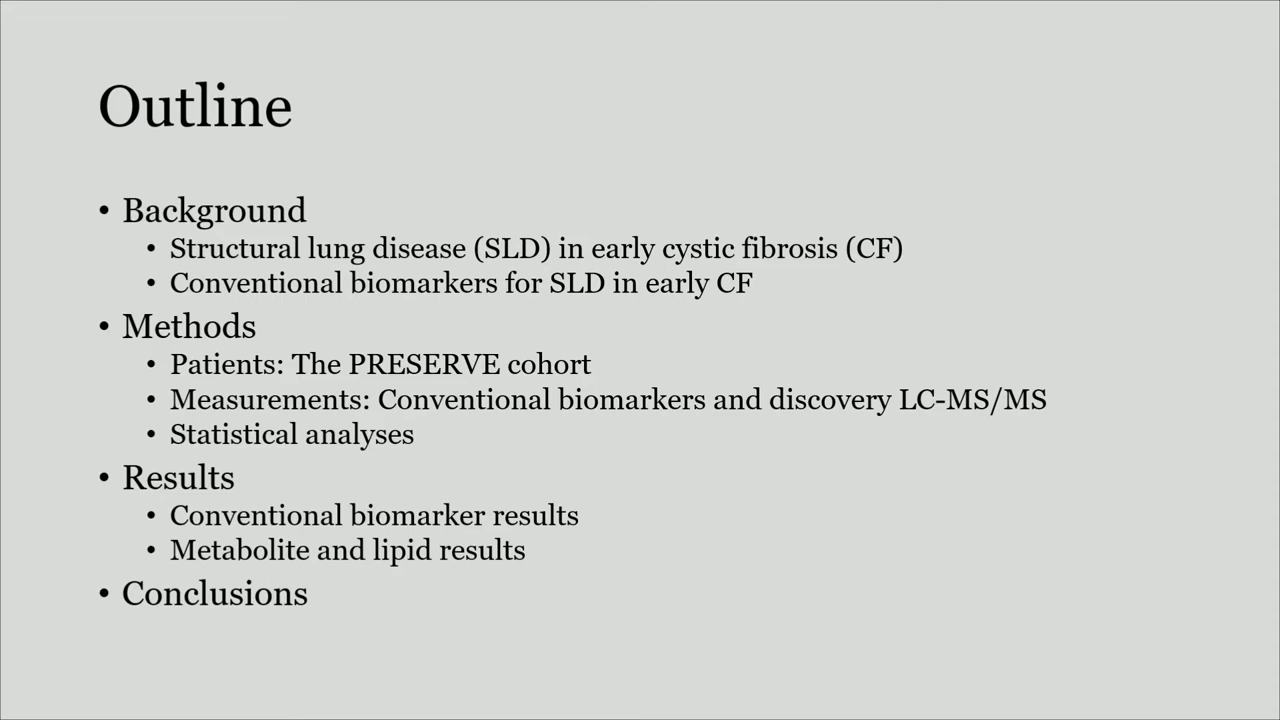 Outline
• Background
• Structural lung disease (SLD) in early cystic fibrosis (CF)
• Conventional biomarkers for SLD in early CF
• Methods
• Patients: The PRESERVE cohort
• Measurements: Conventional biomarkers and discovery LC-MS/MS
• Statistical analyses
• Results
• Conventional biomarker results
• Metabolite and lipid results
• Conclusions